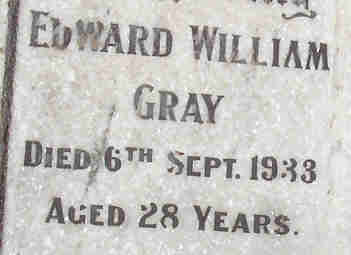 EDWARD WILLIAM
GRAY
DIED 6TH SEPT. 1933
AGED 28 YEARS.